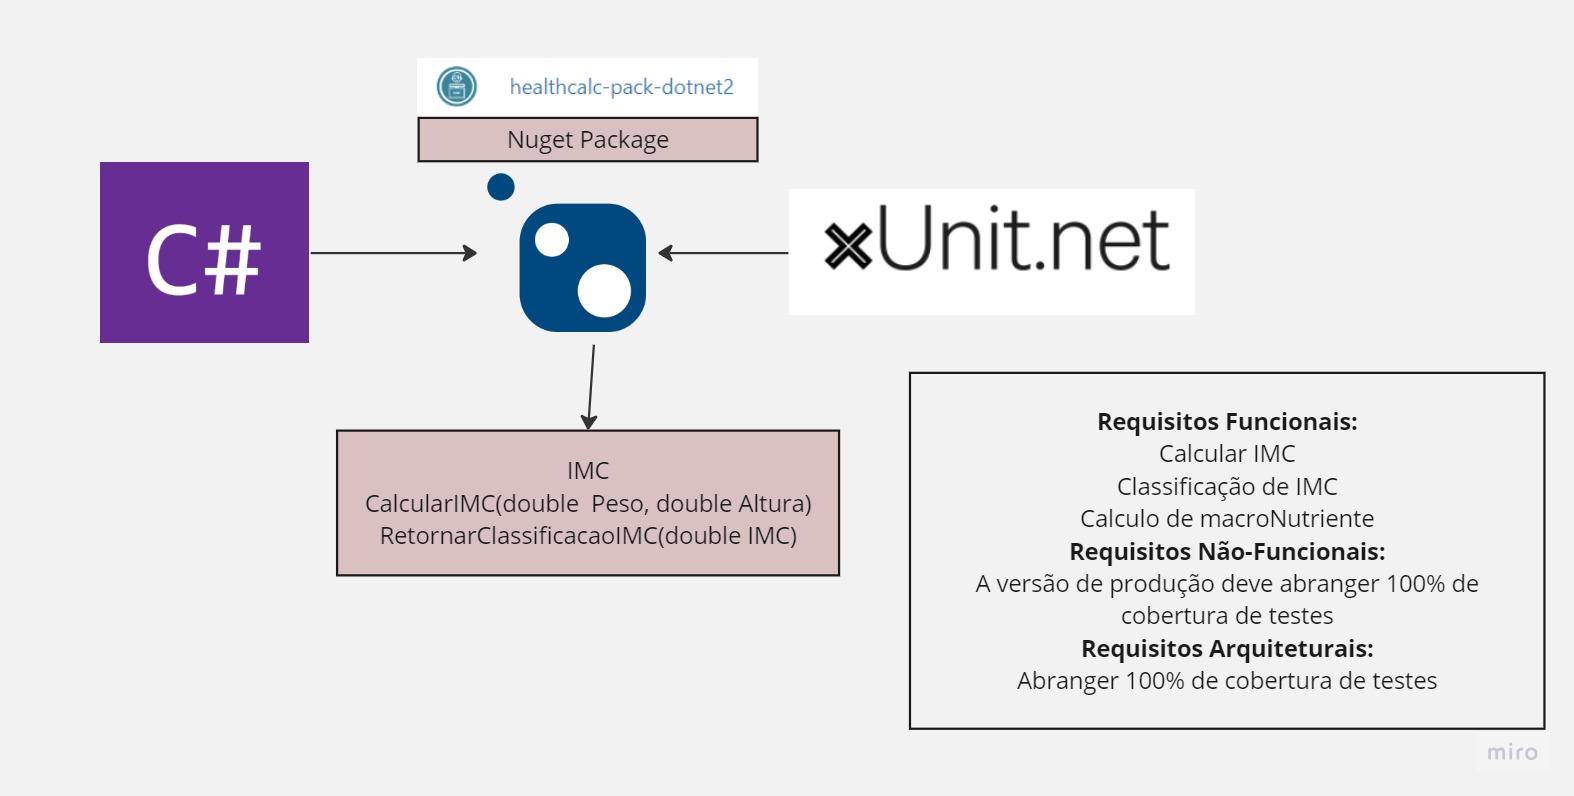 healthcalc-pack-dotnet2
Nuget Package
C#
xUnit.net
IMC
CalcularIMC(double  Peso, double Altura)
RetornarClassificacaoIMC(double IMC)
Requisitos Funcionais:
Calcular IMC
Classificação de IMC
Calculo de macroNutriente
Requisitos Não-Funcionais:
A versão de produção deve abranger 100% de
cobertura de testes
Requisitos Arquiteturais:
Abranger 100% de cobertura de testes
miro